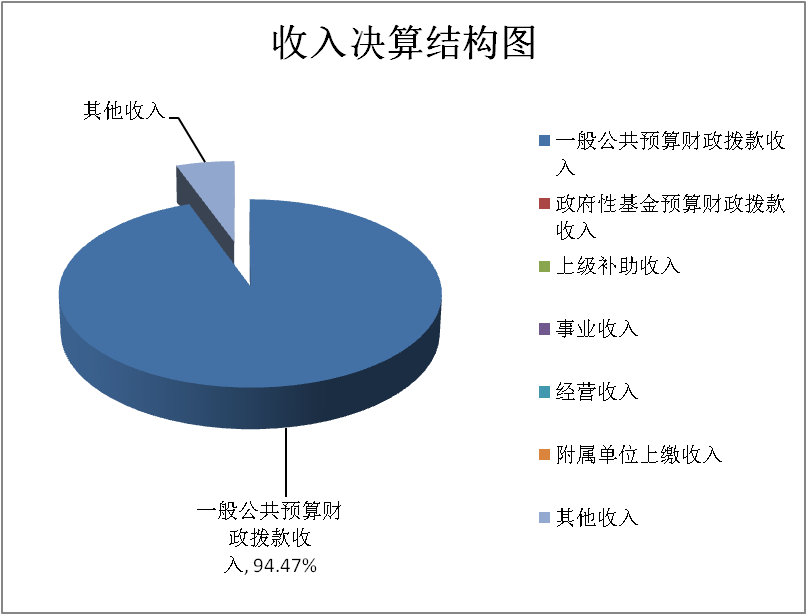 收入决算结构图
其他收入
一般公共预算财政拨款收
入
政府性基金预算财政拨款
收入
上级补助收入
事业收入
经营收入
附属单位上缴收入
其他收入
一般公共预算财
政拨款收
入, 94.47%